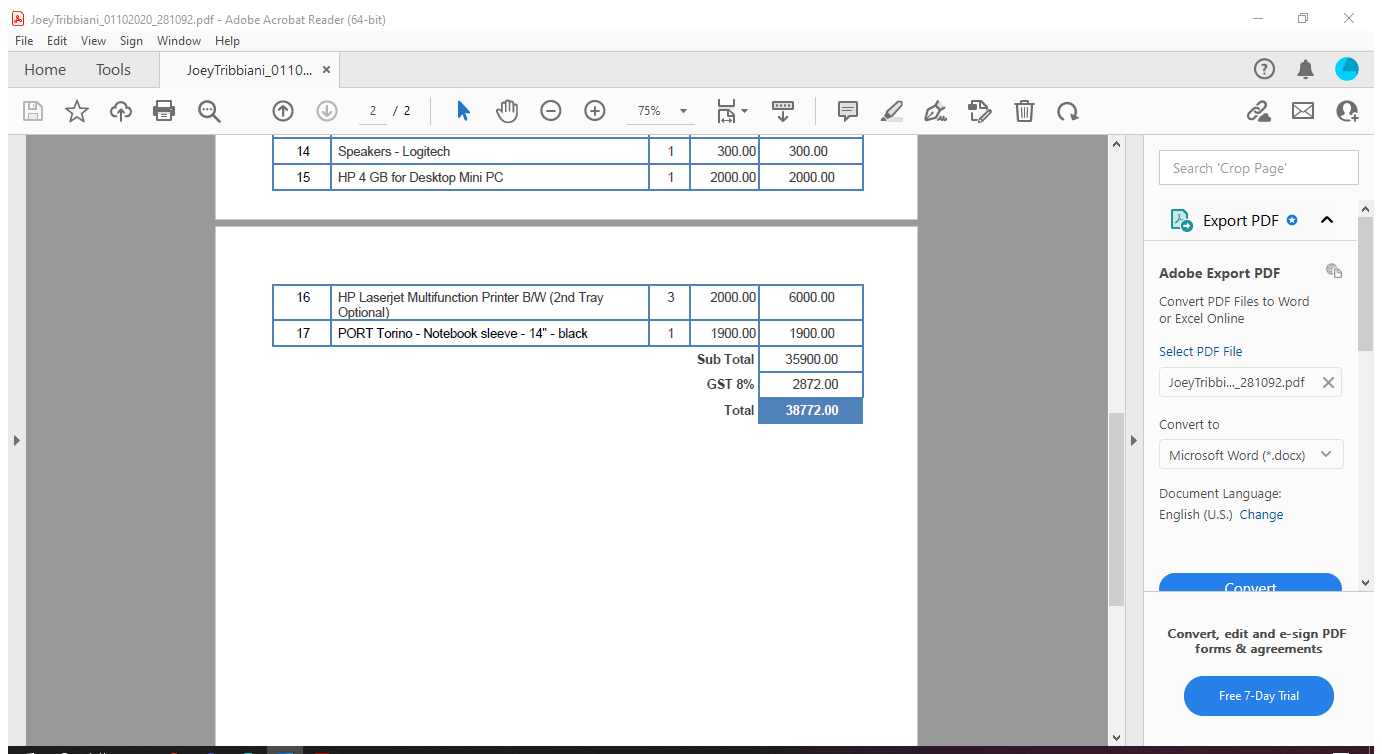 JoeyTribbiani_01102020_281092.pdf - Adobe Acrobat Reader (64-bit)
File Edit View Sign Window Help
Home Tools JoeyTribbiani_0110... ×
2 / 2 75%
14 Speakers - Logitech 1 300.00 300.00
15 HP 4 GB for Desktop Mini PC 1 2000.00 2000.00
16 HP Laserjet Multifunction Printer B/W (2nd Tray 3 2000.00 6000.00
Optional)
17 PORT Torino - Notebook sleeve - 14" - black 1 1900.00 1900.00
Sub Total 35900.00
GST 8% 2872.00
Total 38772.00
Search 'Crop Page'
Export PDF
Adobe Export PDF
Convert PDF Files to Word
or Excel Online
Select PDF File
JoeyTribbi..._281092.pdf
Convert to
Microsoft Word (*.docx)
Document Language:
English (U.S.) Change
Convert
Convert, edit and e-sign PDF
forms & agreements
Free 7-Day Trial